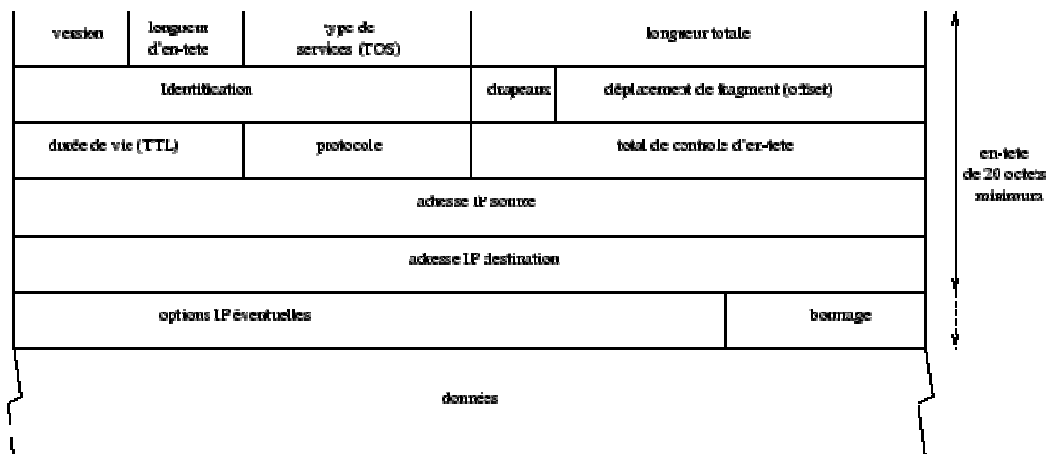 version
longueur
d'en-tete
type de
services (TOS)
longueur totale
Identification
drapeaux
déplacement de fragment (offset)
durée de vie (TTL)
protocole
total de controle d'en-tete
adresse IP source
adresse IP destination
options IP éventuelles
bourrage
données
en-tete
de 20 octets
minimum